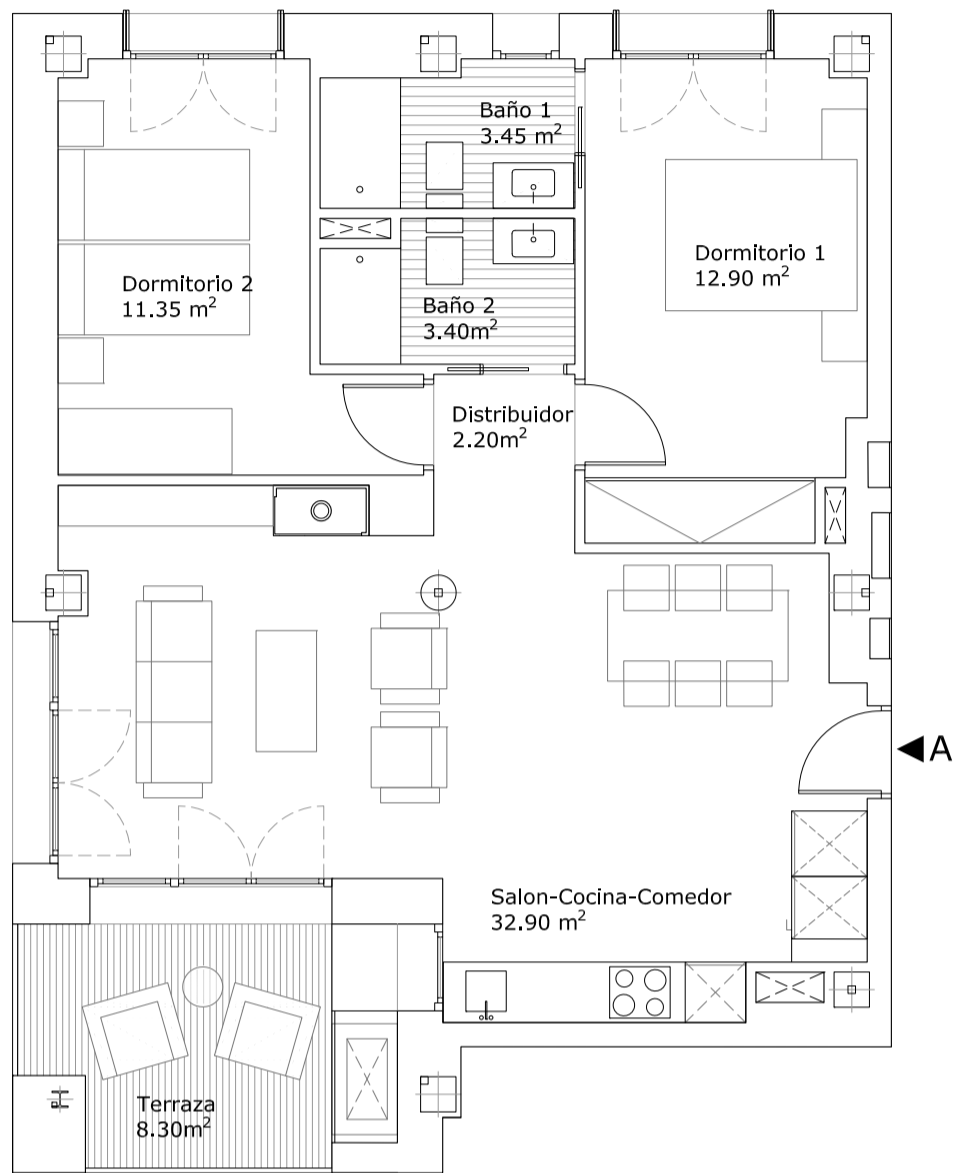 Baño 1
3.45 m²
Dormitorio 1
12.90 m²
Dormitorio 2
11.35 m²
Baño 2
3.40m²
Distribuidor
2.20m²
◀A
Salon-Cocina-Comedor
32.90 m²
Terraza
8.30m²